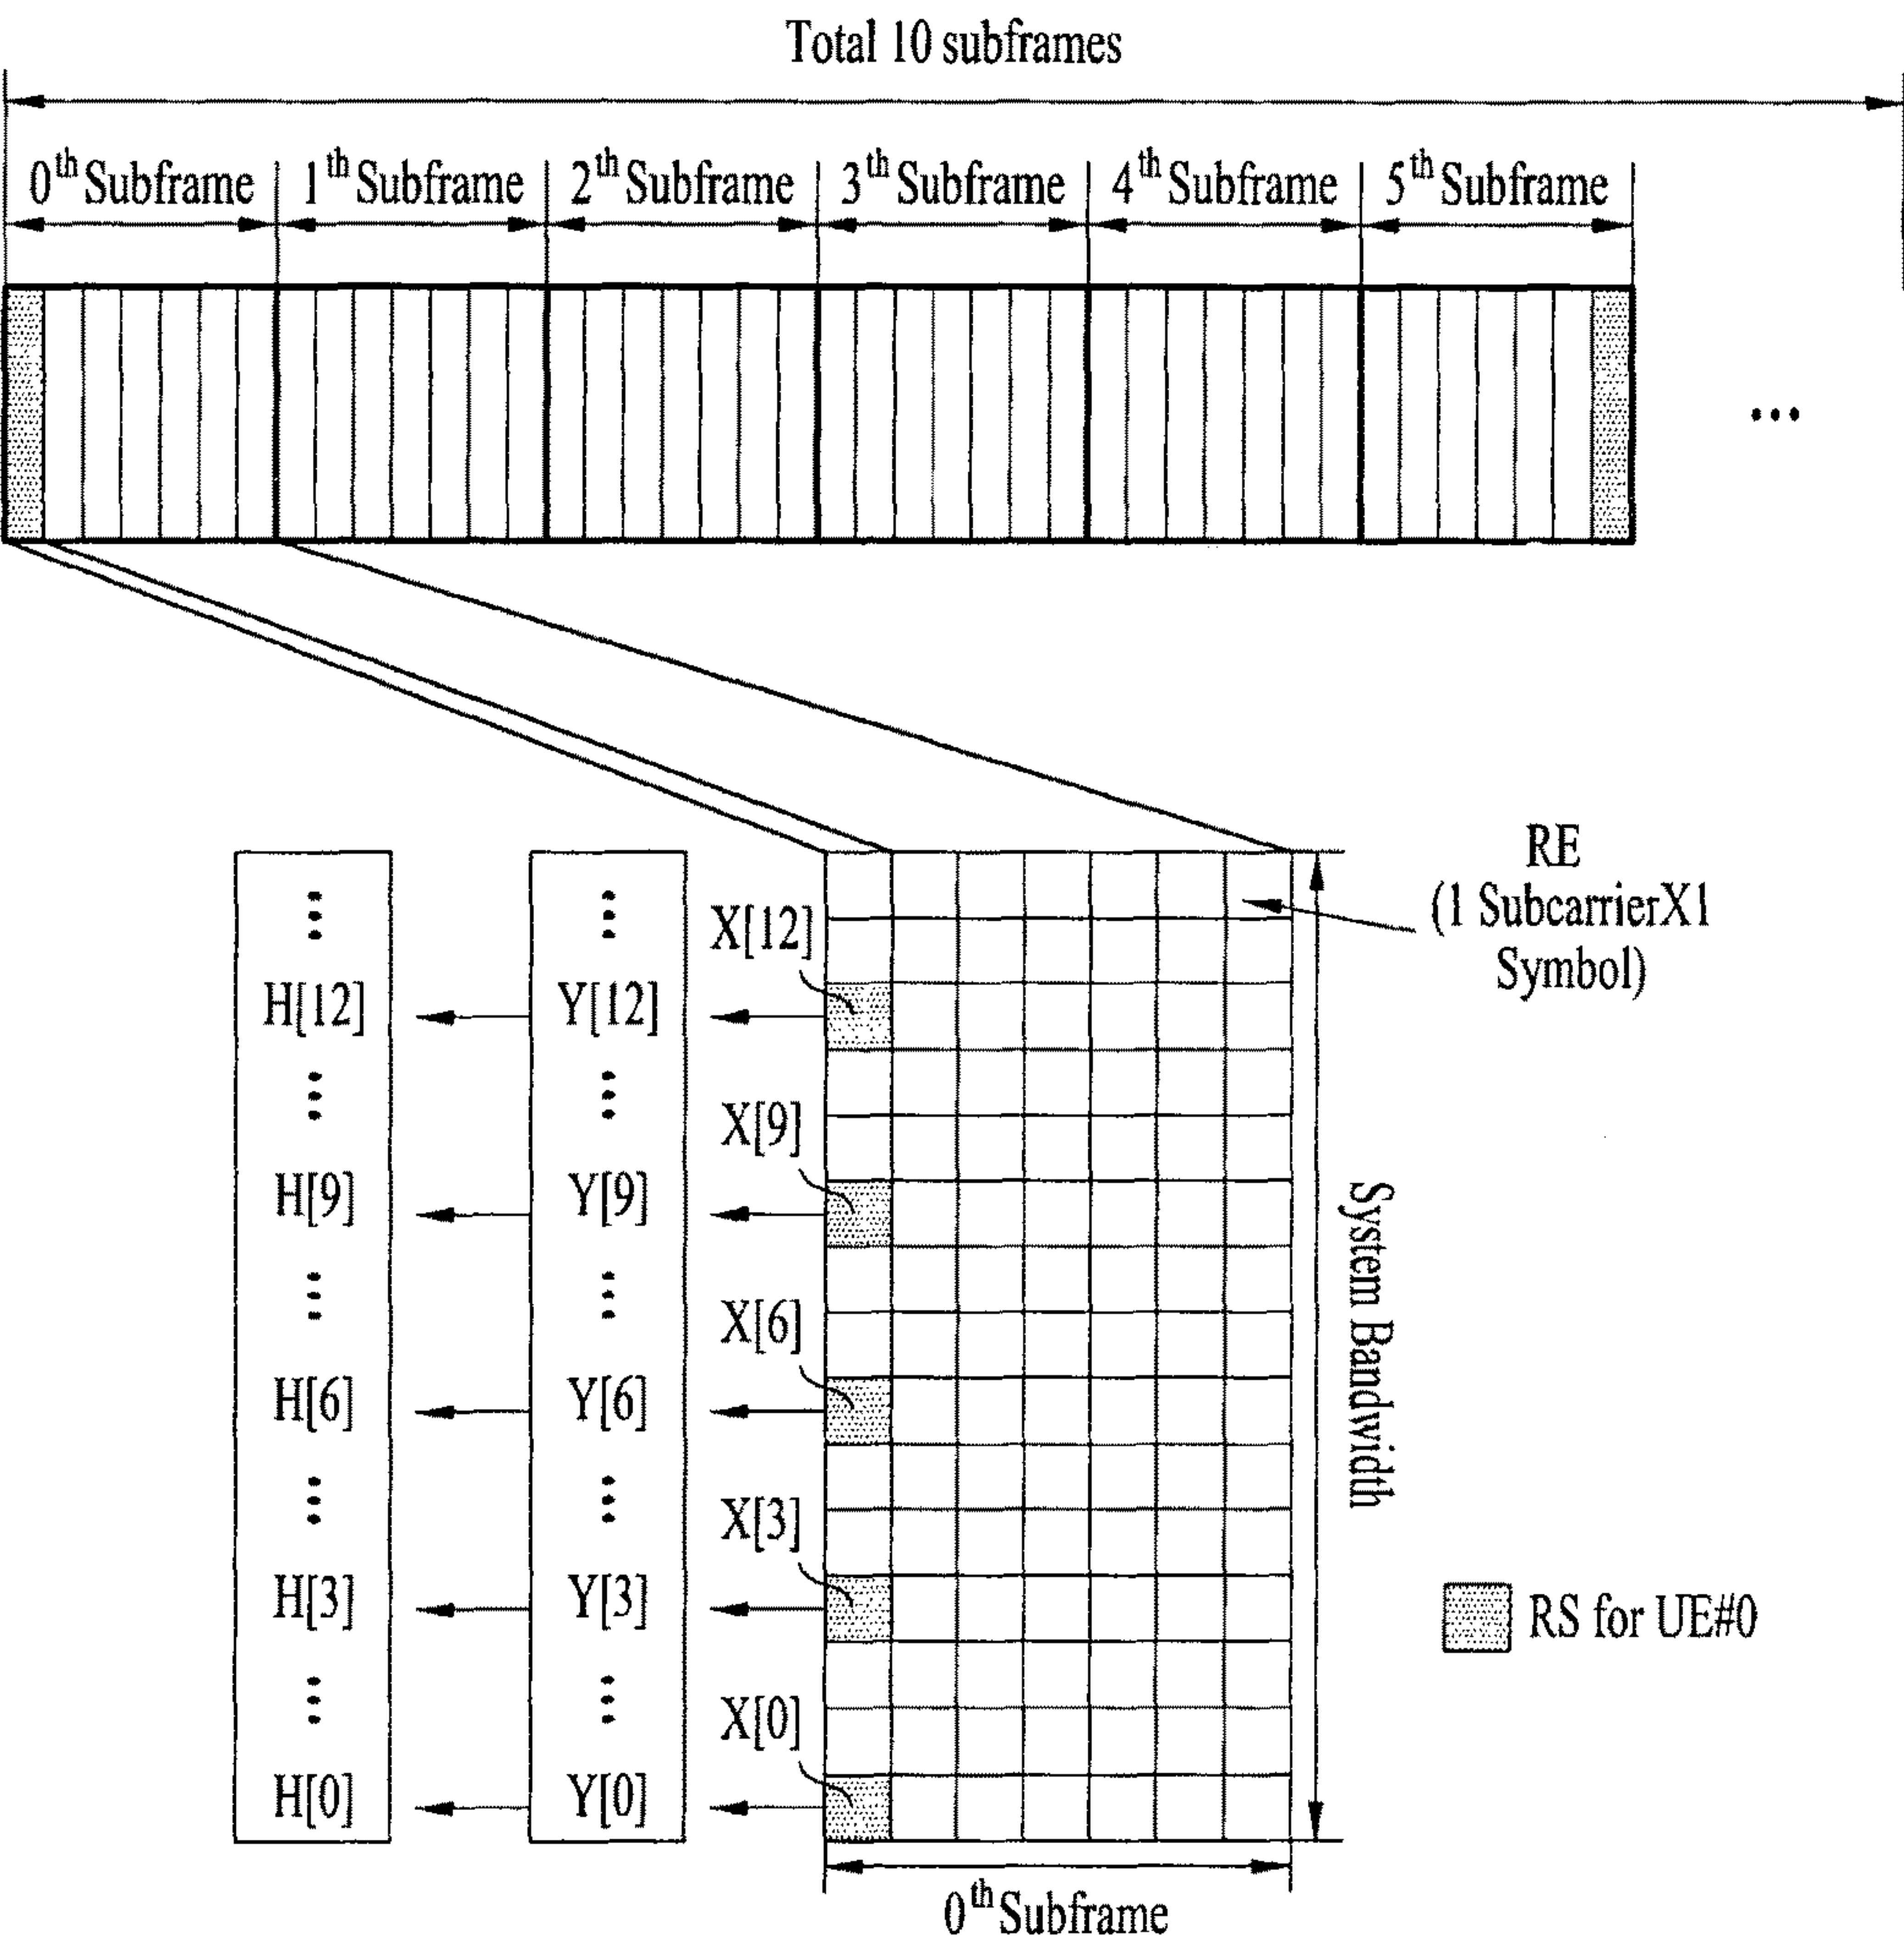 Total 10 subframes
0th Subframe 1th Subframe 2th Subframe 3th Subframe 4th Subframe 5th Subframe
...
RE
(1 SubcarrierX1
Symbol)
X[12]
H[12] Y[12]
X[9]
H[9] Y[9]
X[6]
H[6] Y[6]
X[3]
H[3] Y[3]
X[0]
H[0] Y[0]
System Bandwidth
RS for UE#0
0th Subframe